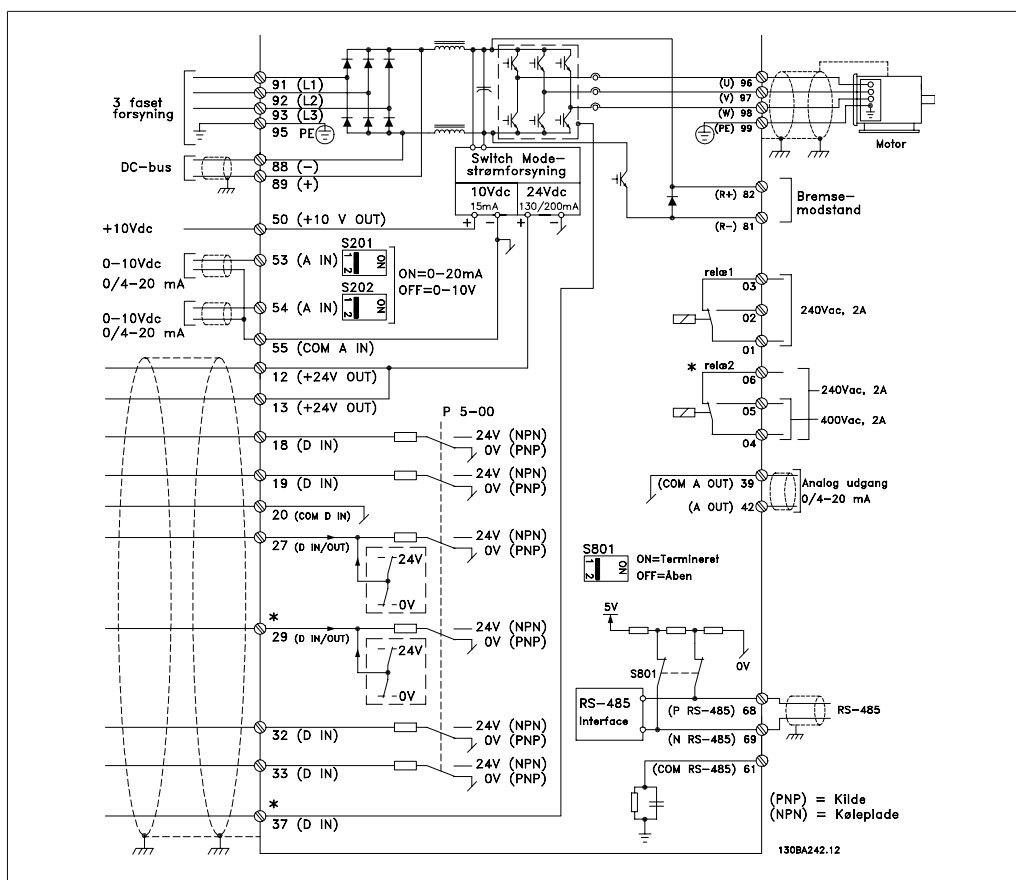 3 faset
forsyning
91 (L1)
92 (L2)
93 (L3)
95 PE
DC-bus
88 (-)
89 (+)
Switch Mode-
strømforsyning
10Vdc
15mA
24Vdc
130/200mA
+ - + -
+10Vdc
50 (+10 V OUT)
0-10Vdc
0/4-20 mA
53 (A IN)
S201
1 2
ON
ON=0-20mA
OFF=0-10V
S202
1 2
ON
0-10Vdc
0/4-20 mA
54 (A IN)
55 (COM A IN)
12 (+24V OUT)
13 (+24V OUT)
P 5-00
18 (D IN)
24V (NPN)
0V (PNP)
19 (D IN)
24V (NPN)
0V (PNP)
20 (COM D IN)
27 (D IN/OUT)
24V (NPN)
0V (PNP)
24V
0V
*
29 (D IN/OUT)
24V (NPN)
0V (PNP)
24V
0V
32 (D IN)
24V (NPN)
0V (PNP)
33 (D IN)
24V (NPN)
0V (PNP)
*
37 (D IN)
(U) 96
(V) 97
(W) 98
(PE) 99
Motor
(R+) 82
(R-) 81
Bremse-
modstand
relæ1
03
02
01
240Vac, 2A
* relæ2
06
05
04
240Vac, 2A
400Vac, 2A
(COM A OUT) 39
(A OUT) 42
Analog udgang
0/4-20 mA
S801
1 2
ON
ON=Termineret
OFF=Åben
5V
0V
S801
RS-485
Interface
(P RS-485) 68
(N RS-485) 69
RS-485
(COM RS-485) 61
(PNP) = Kilde
(NPN) = Køleplade
130BA242.12